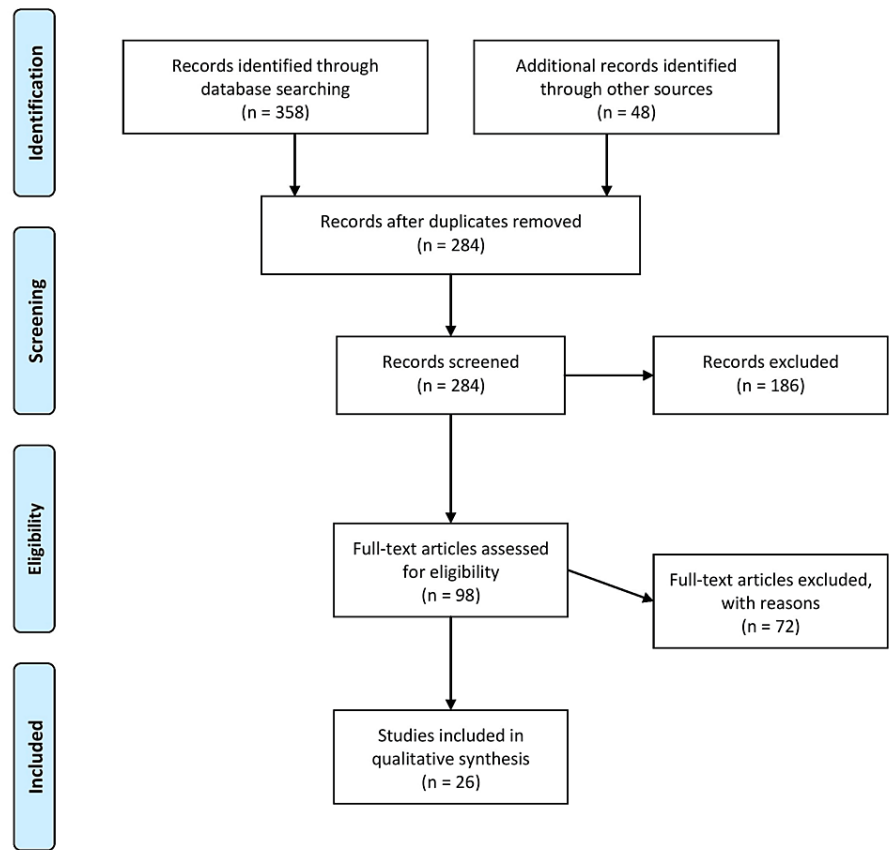 Identification
Records identified through
database searching
(n = 358)
Additional records identified
through other sources
(n = 48)
Records after duplicates removed
(n = 284)
Screening
Records screened
(n = 284)
Records excluded
(n = 186)
Eligibility
Full-text articles assessed
for eligibility
(n = 98)
Full-text articles excluded,
with reasons
(n = 72)
Included
Studies included in
qualitative synthesis
(n = 26)